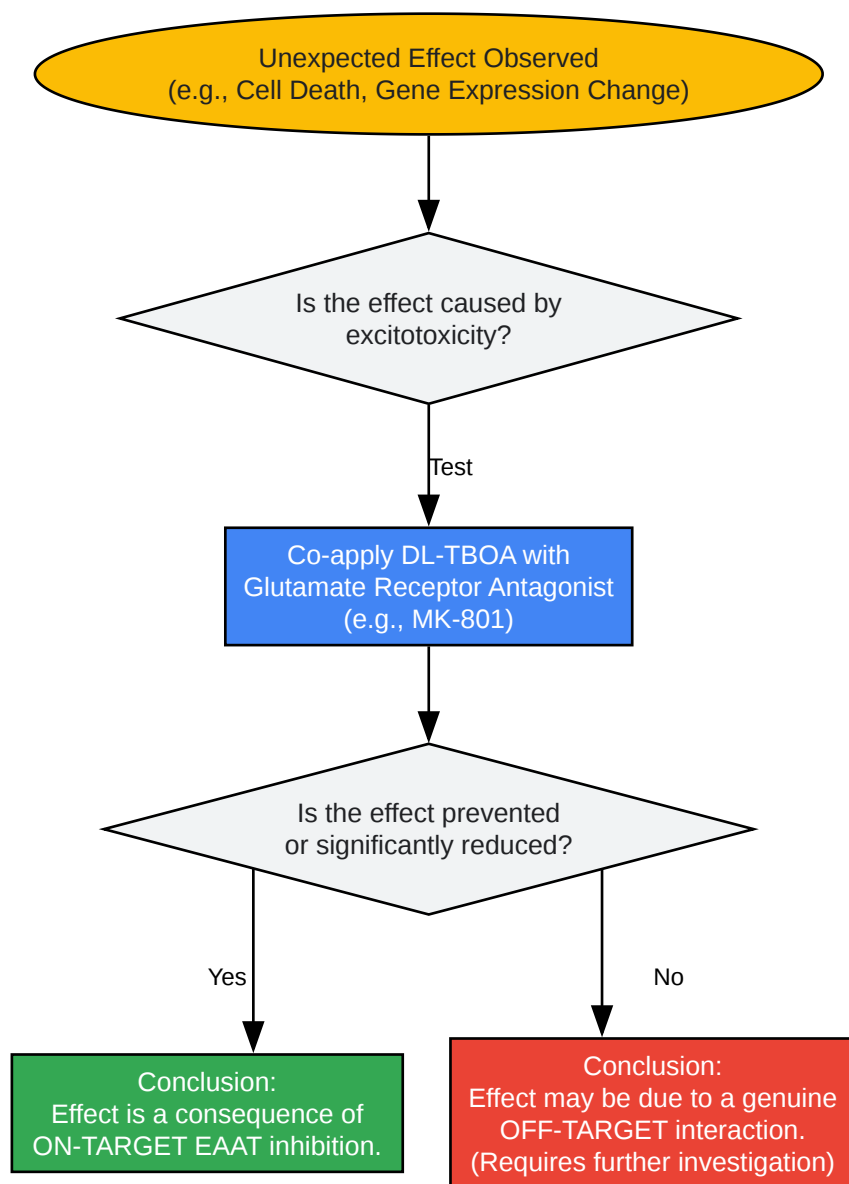 Unexpected Effect Observed
(e.g., Cell Death, Gene Expression Change)
Is the effect caused by
excitotoxicity?
Test
Co-apply DL-TBOA with
Glutamate Receptor Antagonist
(e.g., MK-801)
Is the effect prevented
or significantly reduced?
Yes
No
Conclusion:
Effect is a consequence of
ON-TARGET EAAT inhibition.
Conclusion:
Effect may be due to a genuine
OFF-TARGET interaction.
(Requires further investigation)